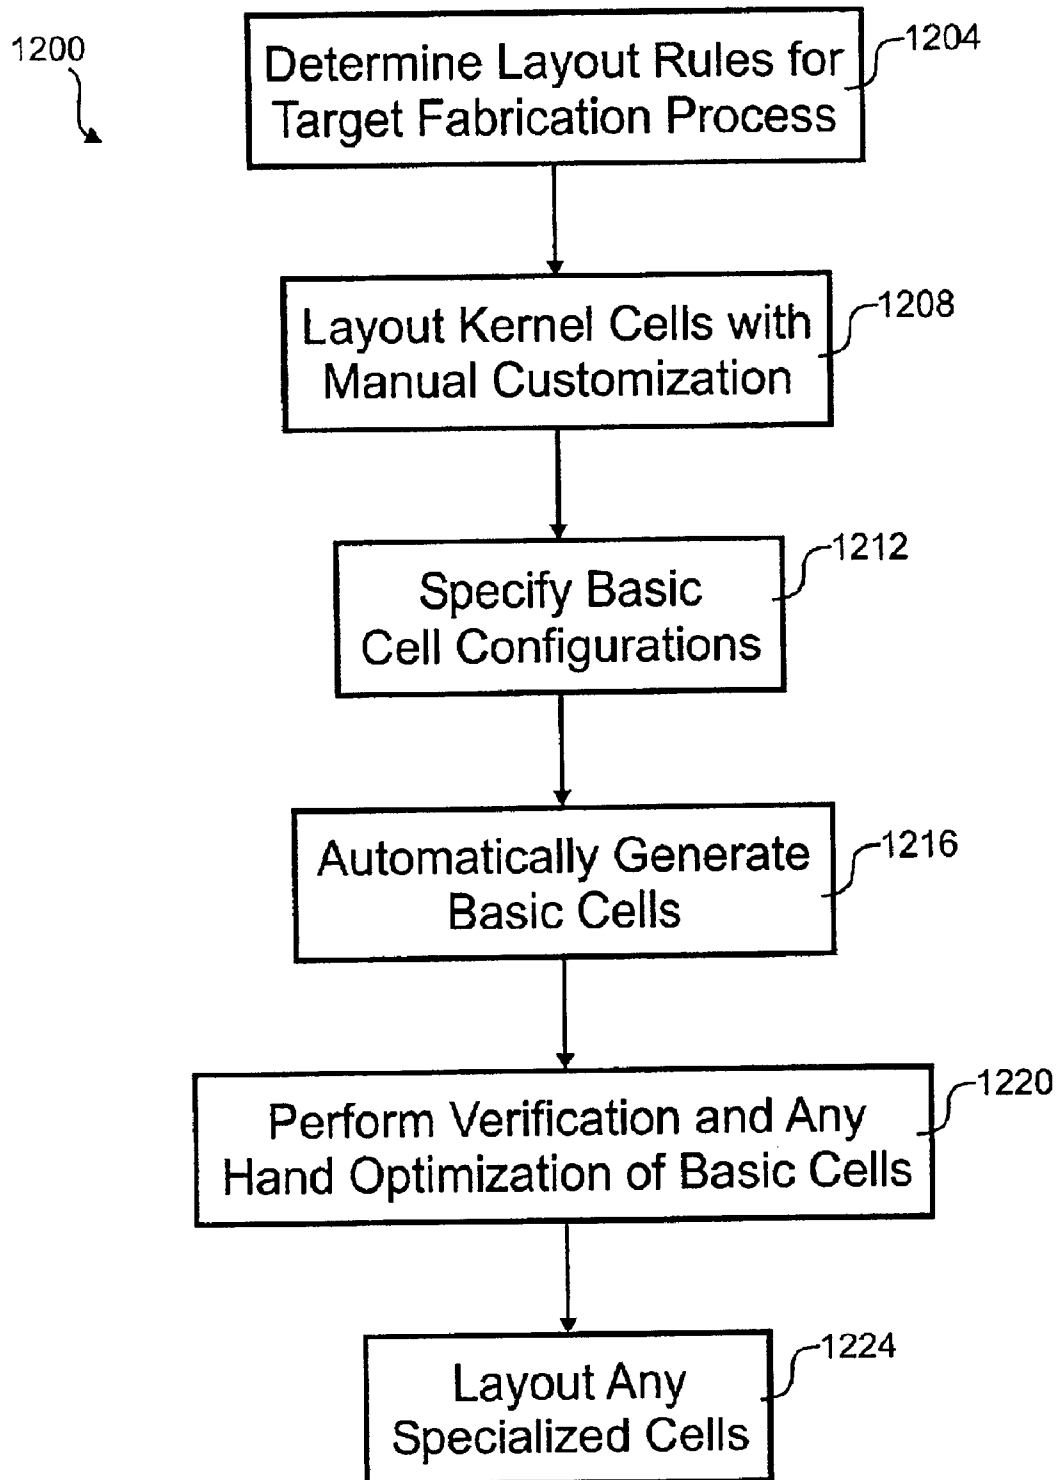 1200
1204
Determine Layout Rules for
Target Fabrication Process
1208
Layout Kernel Cells with
Manual Customization
1212
Specify Basic
Cell Configurations
1216
Automatically Generate
Basic Cells
1220
Perform Verification and Any
Hand Optimization of Basic Cells
1224
Layout Any
Specialized Cells